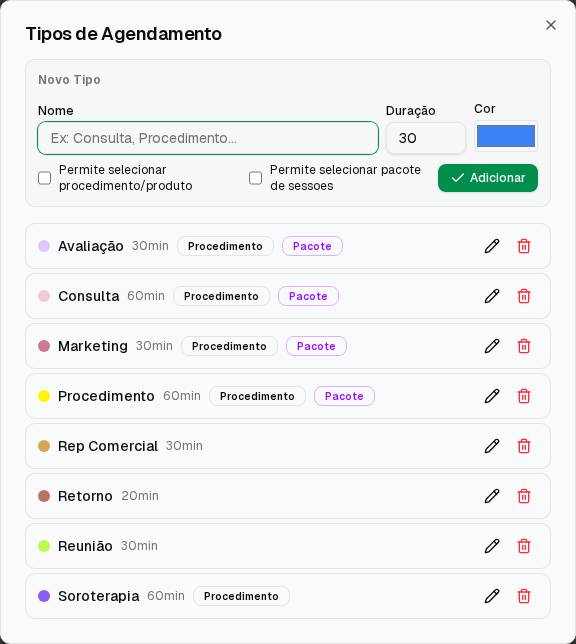 Tipos de Agendamento
Novo Tipo
Nome
Duração
Cor
Ex: Consulta, Procedimento...
30
Permite selecionar
procedimento/produto
Permite selecionar pacote
de sessoes
Adicionar
Avaliação 30min Procedimento Pacote
Consulta 60min Procedimento Pacote
Marketing 30min Procedimento Pacote
Procedimento 60min Procedimento Pacote
Rep Comercial 30min
Retorno 20min
Reunião 30min
Soroterapia 60min Procedimento